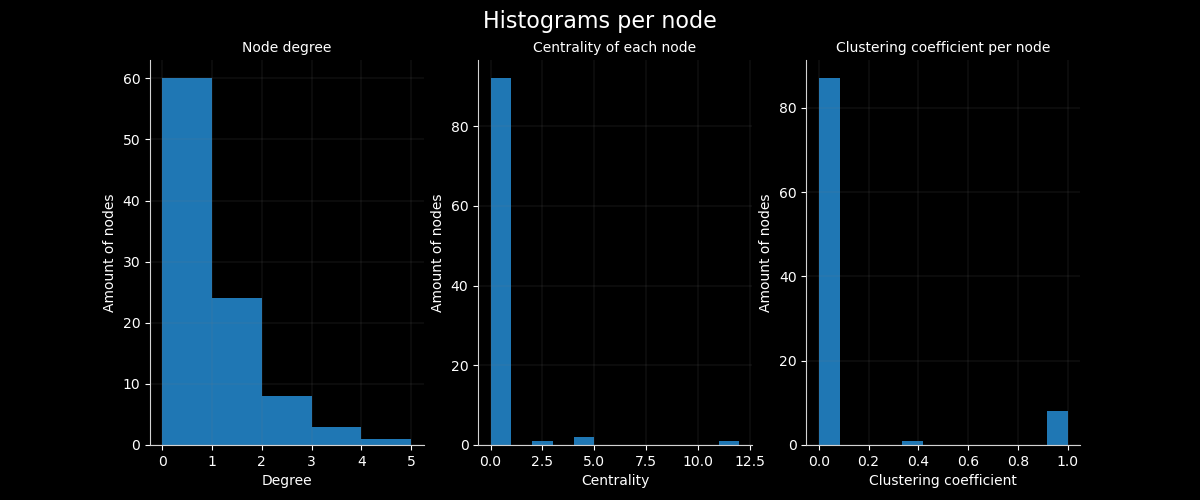 Histograms per node
Node degree
Amount of nodes
60
50
40
30
20
10
0
0 1 2 3 4 5
Degree
Centrality of each node
Amount of nodes
80
60
40
20
0
0.0 2.5 5.0 7.5 10.0 12.5
Centrality
Clustering coefficient per node
Amount of nodes
80
60
40
20
0
0.0 0.2 0.4 0.6 0.8 1.0
Clustering coefficient